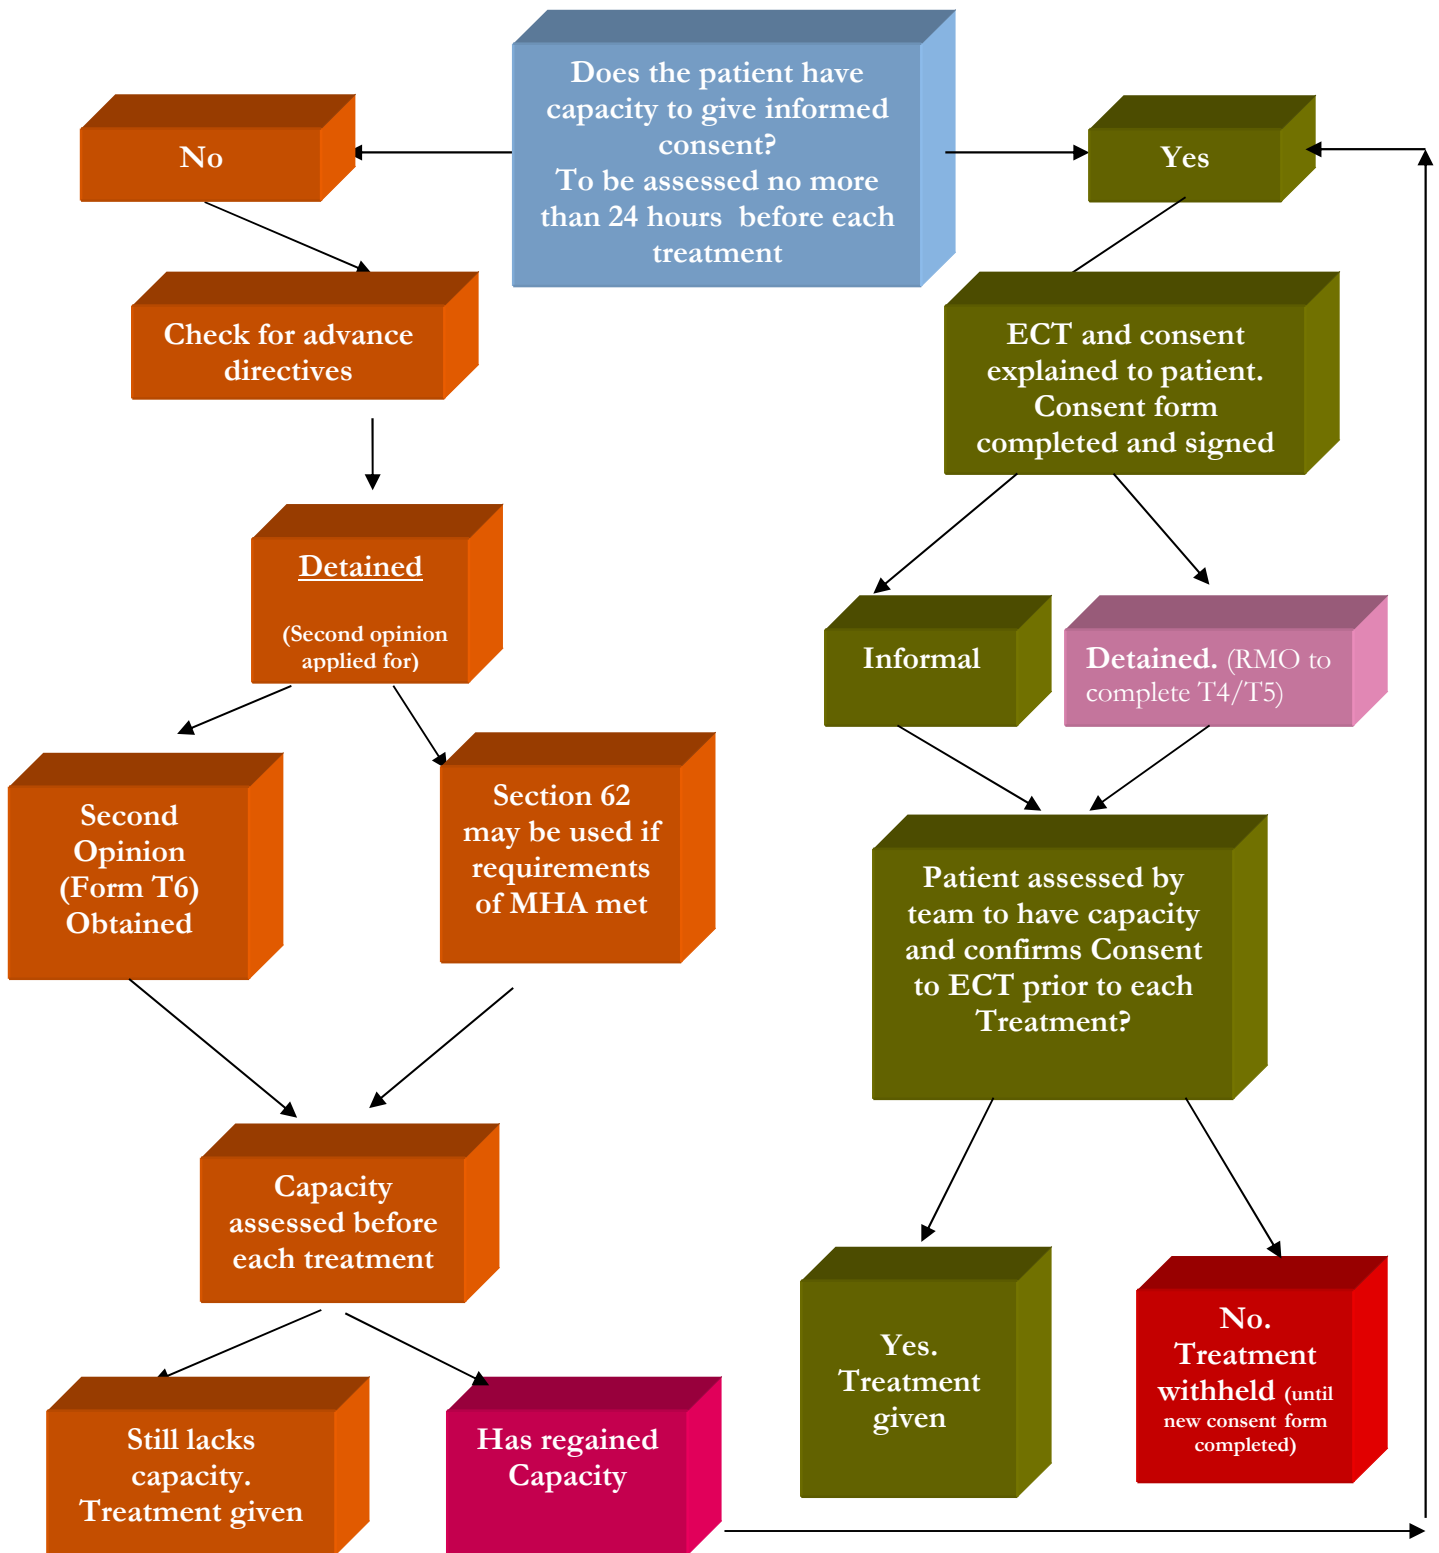 Does the patient have
capacity to give informed
consent?
To be assessed no more
than 24 hours before each
treatment
No
Yes
Check for advance
directives
ECT and consent
explained to patient.
Consent form
completed and signed
Detained
(Second opinion
applied for)
Informal
Detained. (RMO to
complete T4/T5)
Second
Opinion
(Form T6)
Obtained
Section 62
may be used if
requirements
of MHA met
Patient assessed by
team to have capacity
and confirms Consent
to ECT prior to each
Treatment?
Capacity
assessed before
each treatment
Yes.
Treatment
given
No.
Treatment
withheld (until
new consent form
completed)
Still lacks
capacity.
Treatment given
Has regained
Capacity